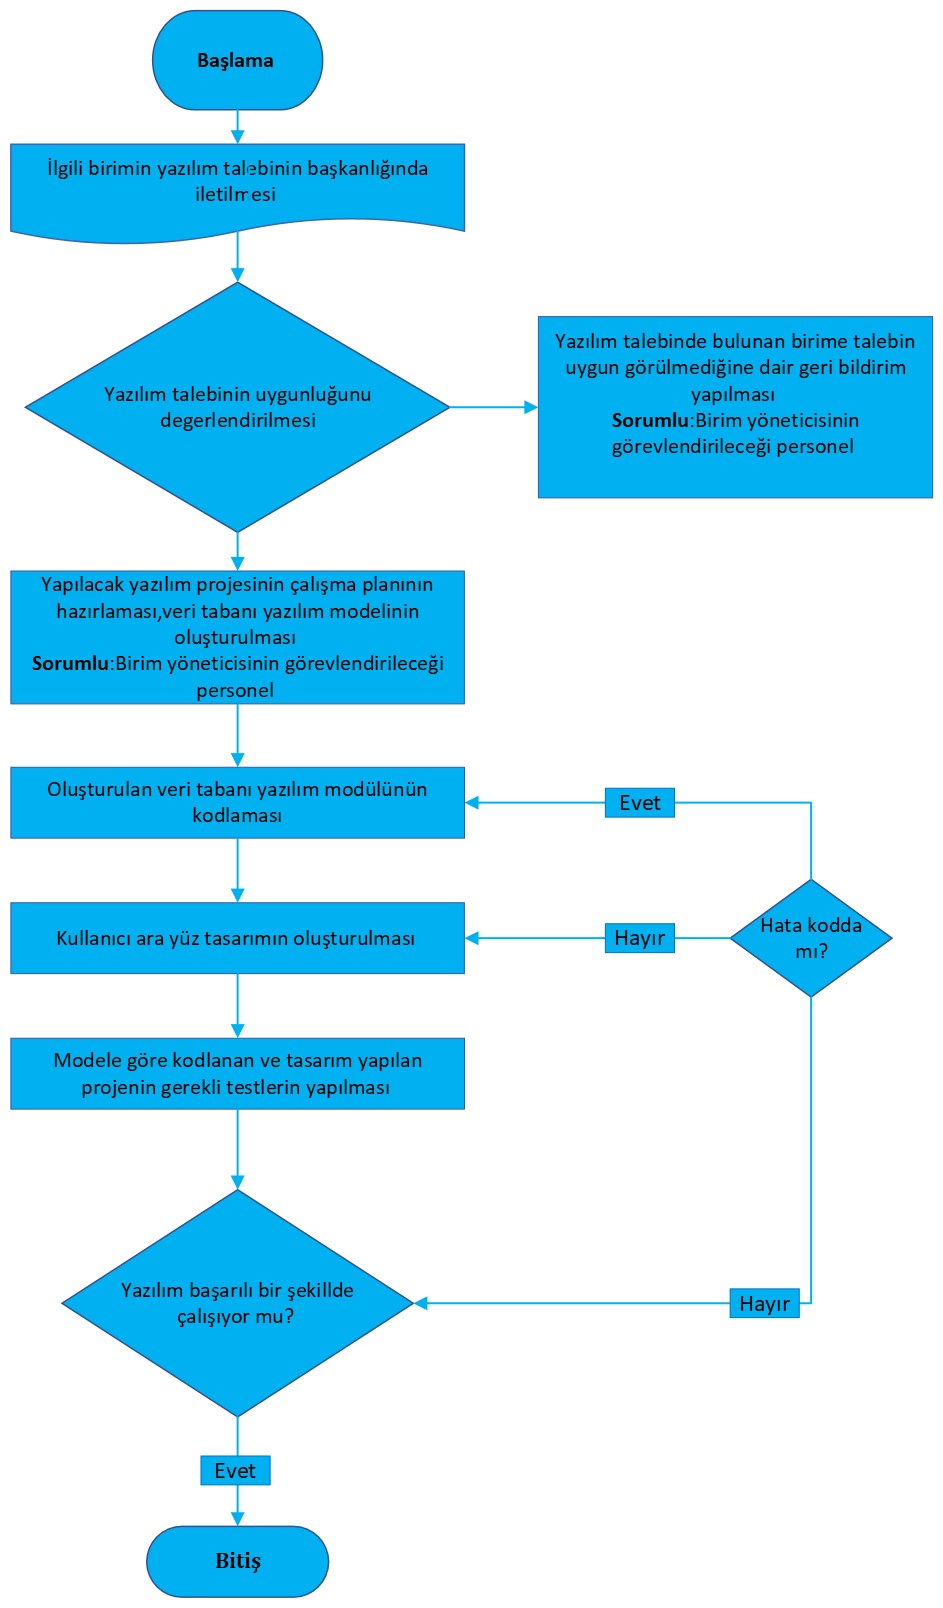 Başlama
İlgili birimin yazılım talebinin başkanlığında
iletilmesi
Yazılım talebinin uygunluğunu
degerlendirilmesi
Yazılım talebinde bulunan birime talebin
uygun görülmediğine dair geri bildirim
yapılması
Sorumlu:Birim yöneticisinin
görevlendirileceği personel
Yapılacak yazılım projesinin çalışma planının
hazırlaması,veri tabanı yazılım modelinin
oluşturulması
Sorumlu:Birim yöneticisinin görevlendirileceği
personel
Oluşturulan veri tabanı yazılım modülünün
kodlaması
Evet
Kullanıcı ara yüz tasarımın oluşturulması
Hayır
Hata kodda
mı?
Modele göre kodlanan ve tasarım yapılan
projenin gerekli testlerin yapılması
Yazılım başarılı bir şekillde
çalışıyor mu?
Hayır
Evet
Bitiş